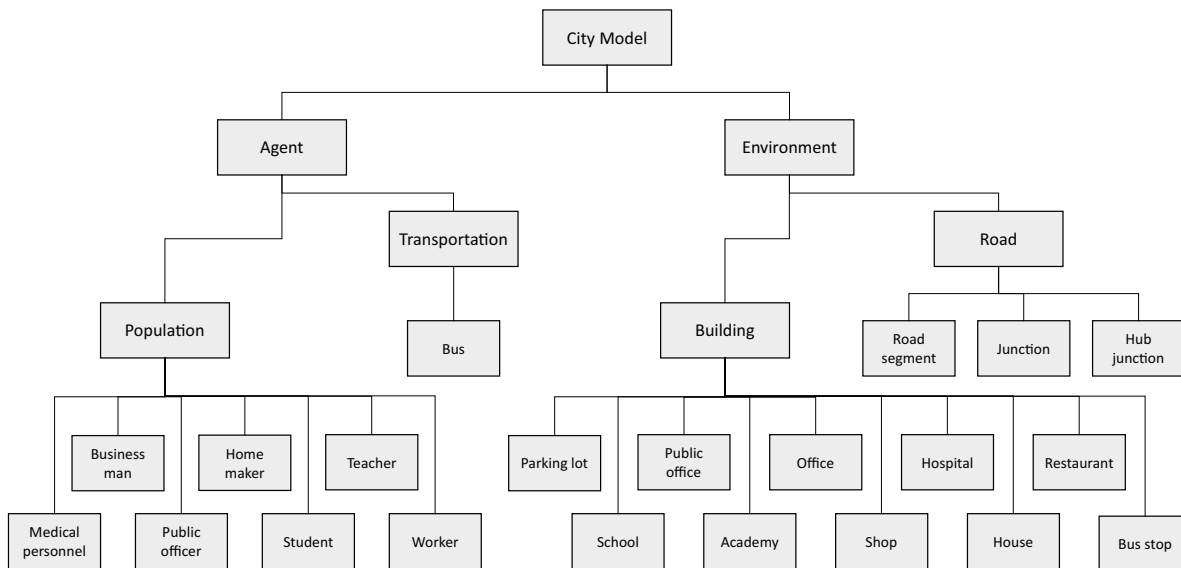 City Model
Agent
Environment
Transportation
Road
Population
Bus
Building
Road
segment
Junction
Hub
junction
Business
man
Home
maker
Teacher
Parking lot
Public
office
Office
Hospital
Restaurant
Medical
personnel
Public
officer
Student
Worker
School
Academy
Shop
House
Bus stop